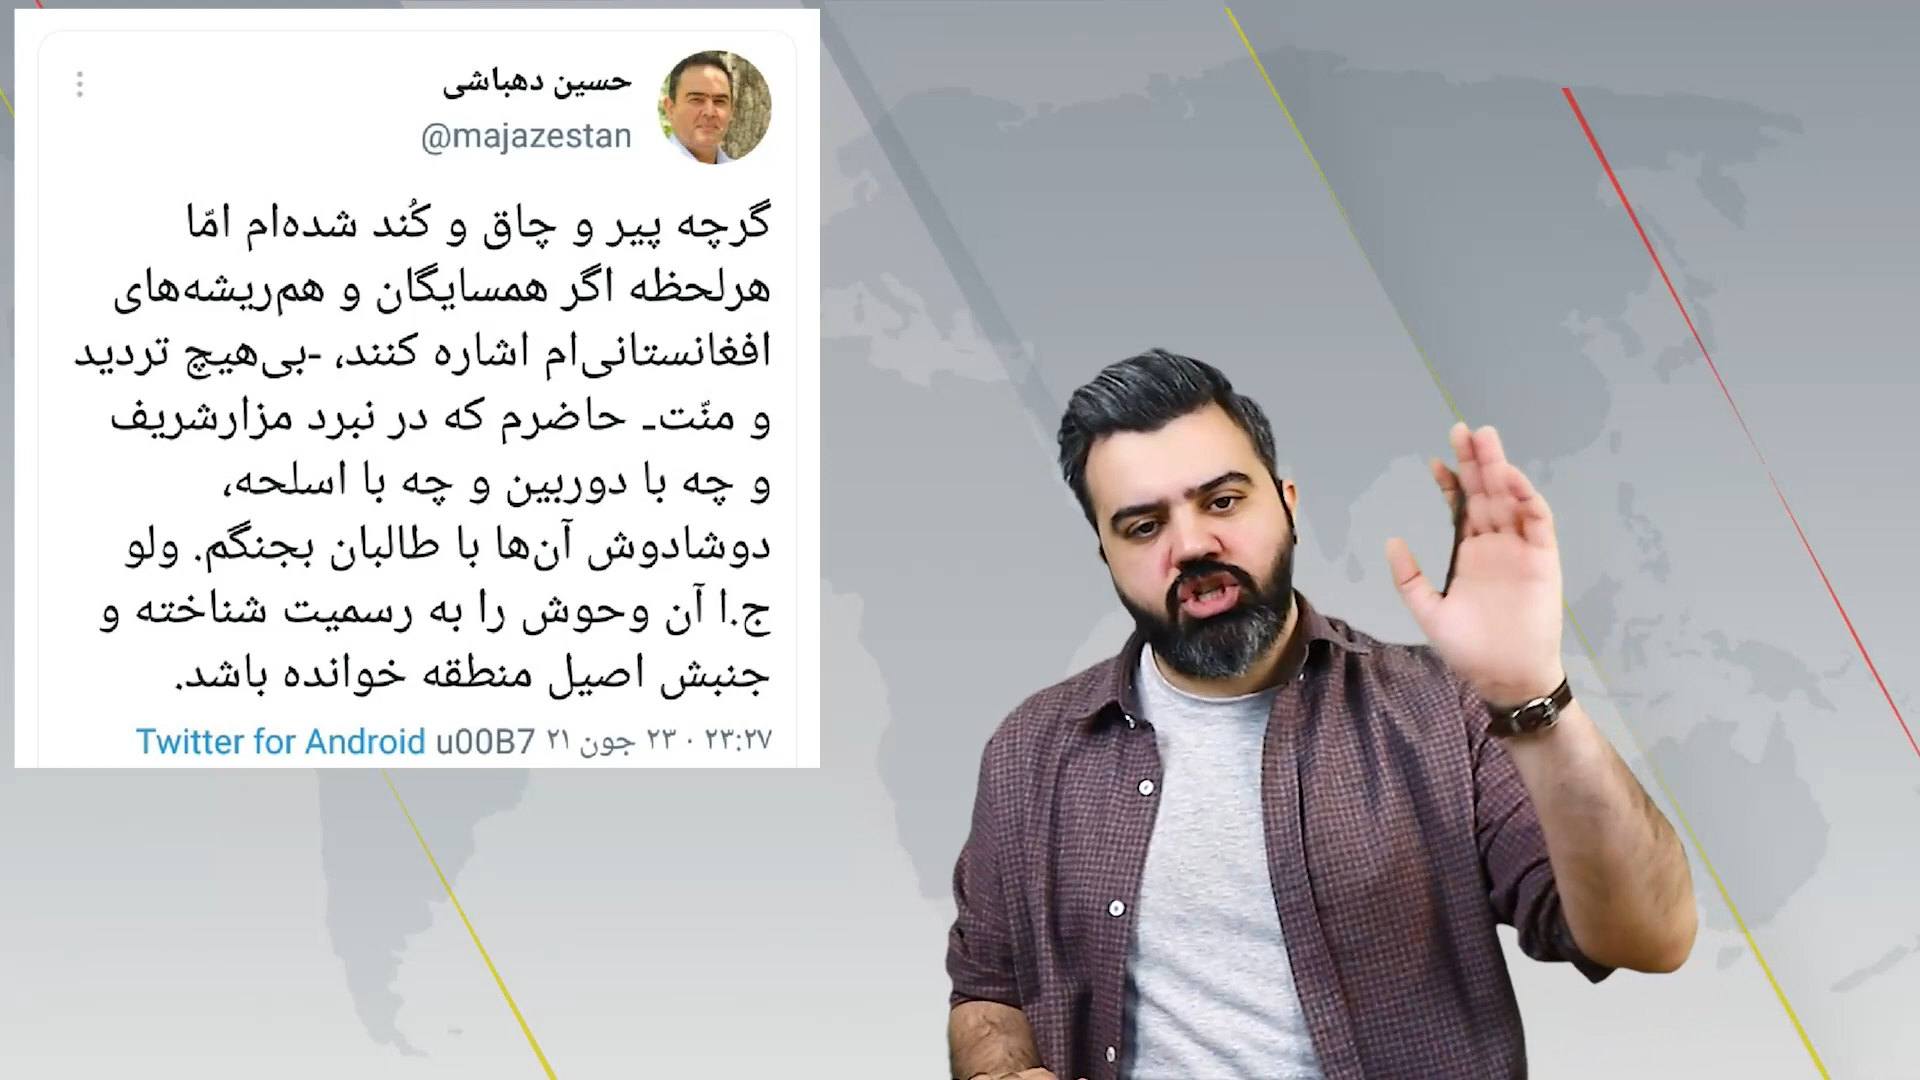 حسین دهباشی
@majazestan
گرچه پیر و چاق و کُند شده‌ام امّا
هرلحظه اگر همسایگان و هم‌ریشه‌های
افغانستانی‌ام اشاره کنند، -بی‌هیچ تردید
و منّت- حاضرم که در نبرد مزارشریف
و چه با دوربین و چه با اسلحه،
دوشادوش آن‌ها با طالبان بجنگم. ولو
ج.ا آن وحوش را به رسمیت شناخته و
جنبش اصیل منطقه خوانده باشد.
۲۳:۲۷ · ۲۳ جون ۲۱ u00B7 Twitter for Android